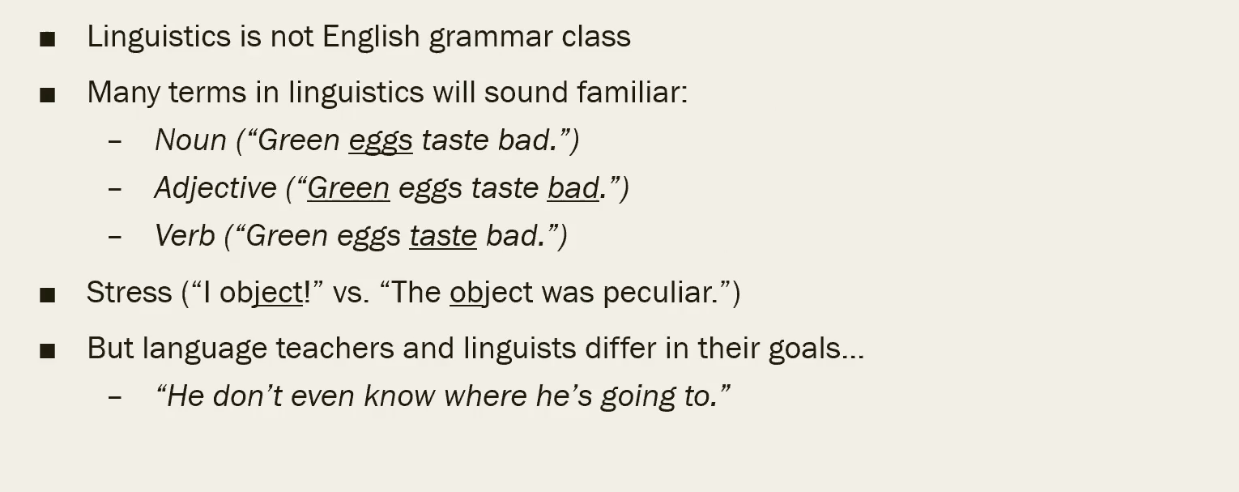 ■ Linguistics is not English grammar class
■ Many terms in linguistics will sound familiar:
– Noun (“Green eggs taste bad.”)
– Adjective (“Green eggs taste bad.”)
– Verb (“Green eggs taste bad.”)
■ Stress (“I object!” vs. “The object was peculiar.”)
■ But language teachers and linguists differ in their goals...
– “He don’t even know where he’s going to.”